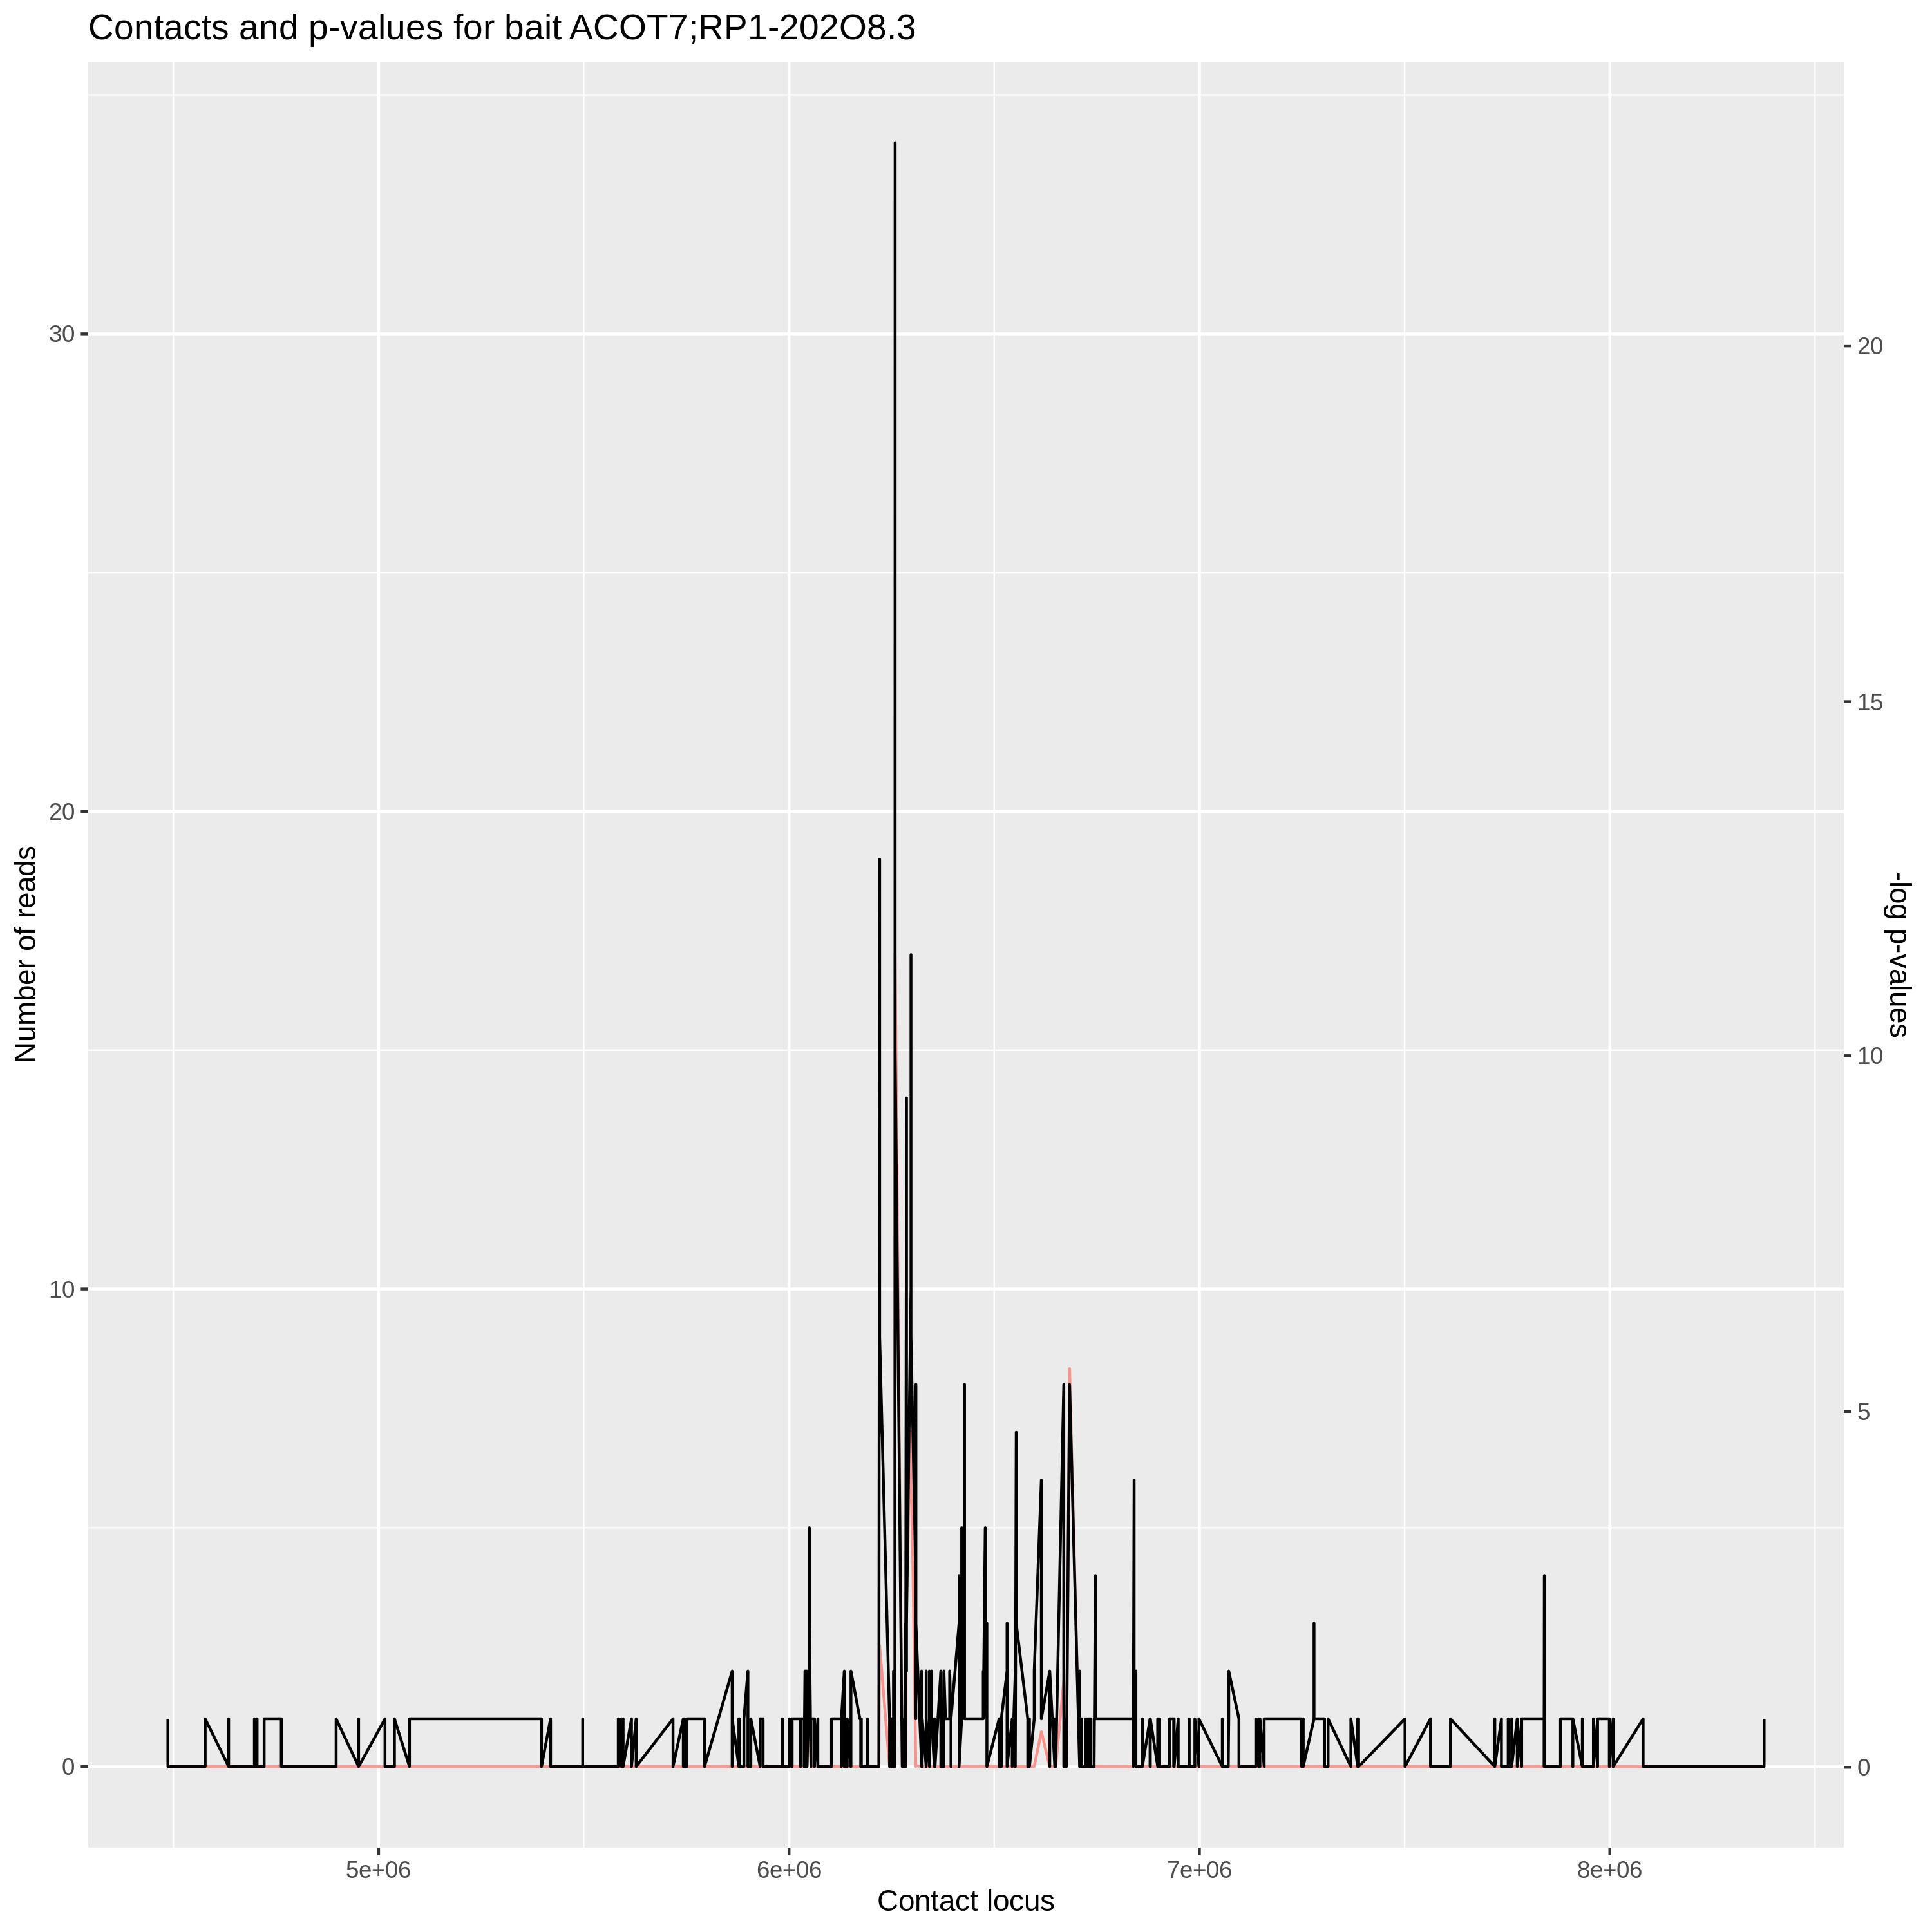 Contacts and p-values for bait ACOT7;RP1-202O8.3
30
20
10
0
Number of reads
20
15
10
5
0
-log p-values
5e+06
6e+06
7e+06
8e+06
Contact locus